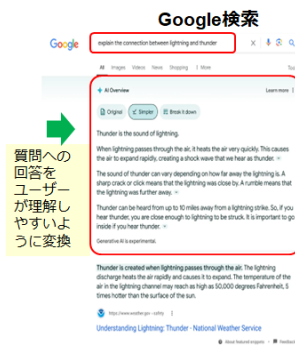 Google検索
Google
explain the connection between lightning and thunder
All Images Videos News Shopping More
AI Overview
Learn more
Original Simpler Break it down
Thunder is the sound of lightning.
When lightning passes through the air, it heats the air very quickly. This causes
the air to expand rapidly, creating a shock wave that we hear as thunder.
The sound of thunder can vary depending on how far away the lightning is. A
sharp crack or click means that the lightning was close by. A rumble means that
the lightning was further away.
Thunder can be heard from up to 10 miles away from a lightning strike. So, if you
hear thunder, you are close enough to lightning to be struck. It is important to go
inside if you hear thunder.
Generative AI is experimental.
質問への
回答を
ユーザー
が理解し
やすいよ
うに変換
Thunder is created when lightning passes through the air. The lightning
discharge heats the air rapidly and causes it to expand. The temperature of the
air in the lightning channel may reach as high as 50,000 degrees Fahrenheit, 5
times hotter than the surface of the sun.
https://www.weather.gov › safety
Understanding Lightning: Thunder - National Weather Service
About featured snippets Feedback